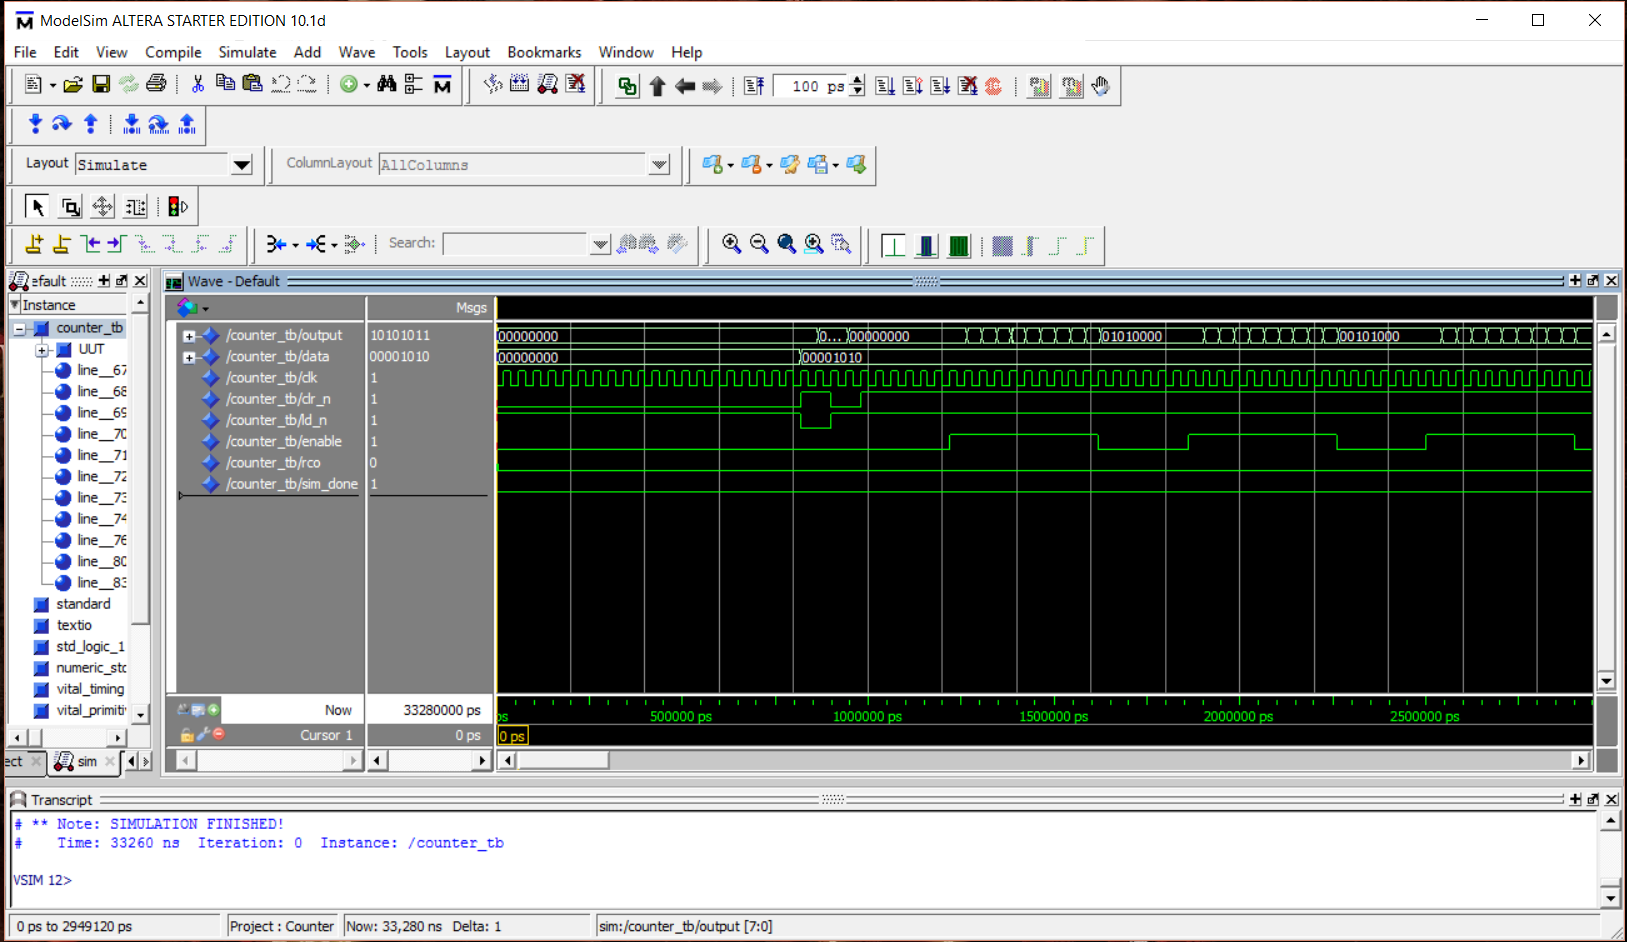 ModelSim ALTERA STARTER EDITION 10.1d
File Edit View Compile Simulate Add Wave Tools Layout Bookmarks Window Help
100 ps
Layout Simulate ColumnLayout AllColumns
Search:
efault
Wave - Default
Instance
Msgs
counter_tb
UUT
line__67
line__68
line__69
line__70
line__71
line__72
line__73
line__74
line__76
line__80
line__83
standard
textio
std_logic_1
numeric_std
vital_timing
vital_primiti
/counter_tb/output 10101011 00000000 0... 00000000 01010000 00101000
/counter_tb/data 00001010 00000000 00001010
/counter_tb/clk 1
/counter_tb/clr_n 1
/counter_tb/ld_n 1
/counter_tb/enable 1
/counter_tb/rco 0
/counter_tb/sim_done 1
Now 33280000 ps
ps 500000 ps 1000000 ps 1500000 ps 2000000 ps 2500000 ps
Cursor 1 0 ps 0 ps
ect sim
Transcript
# ** Note: SIMULATION FINISHED!
# Time: 33260 ns Iteration: 0 Instance: /counter_tb
VSIM 12>
0 ps to 2949120 ps Project : Counter Now: 33,280 ns Delta: 1 sim:/counter_tb/output [7:0]